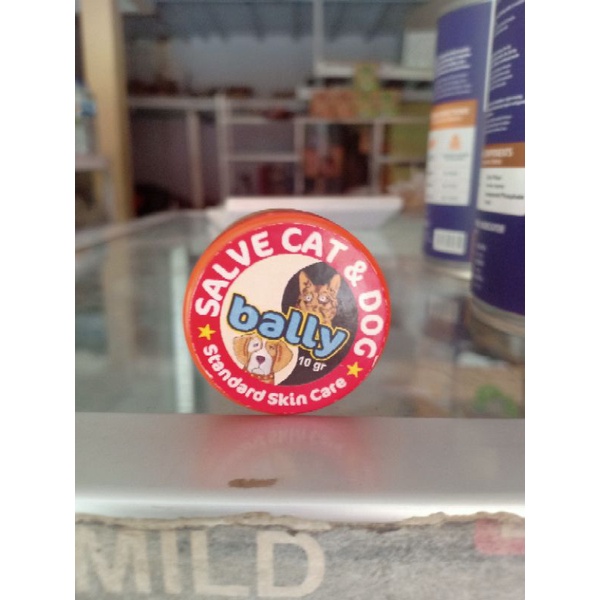 SALVE CAT & DOG
bally
10 gr
Standard Skin Care
MILD